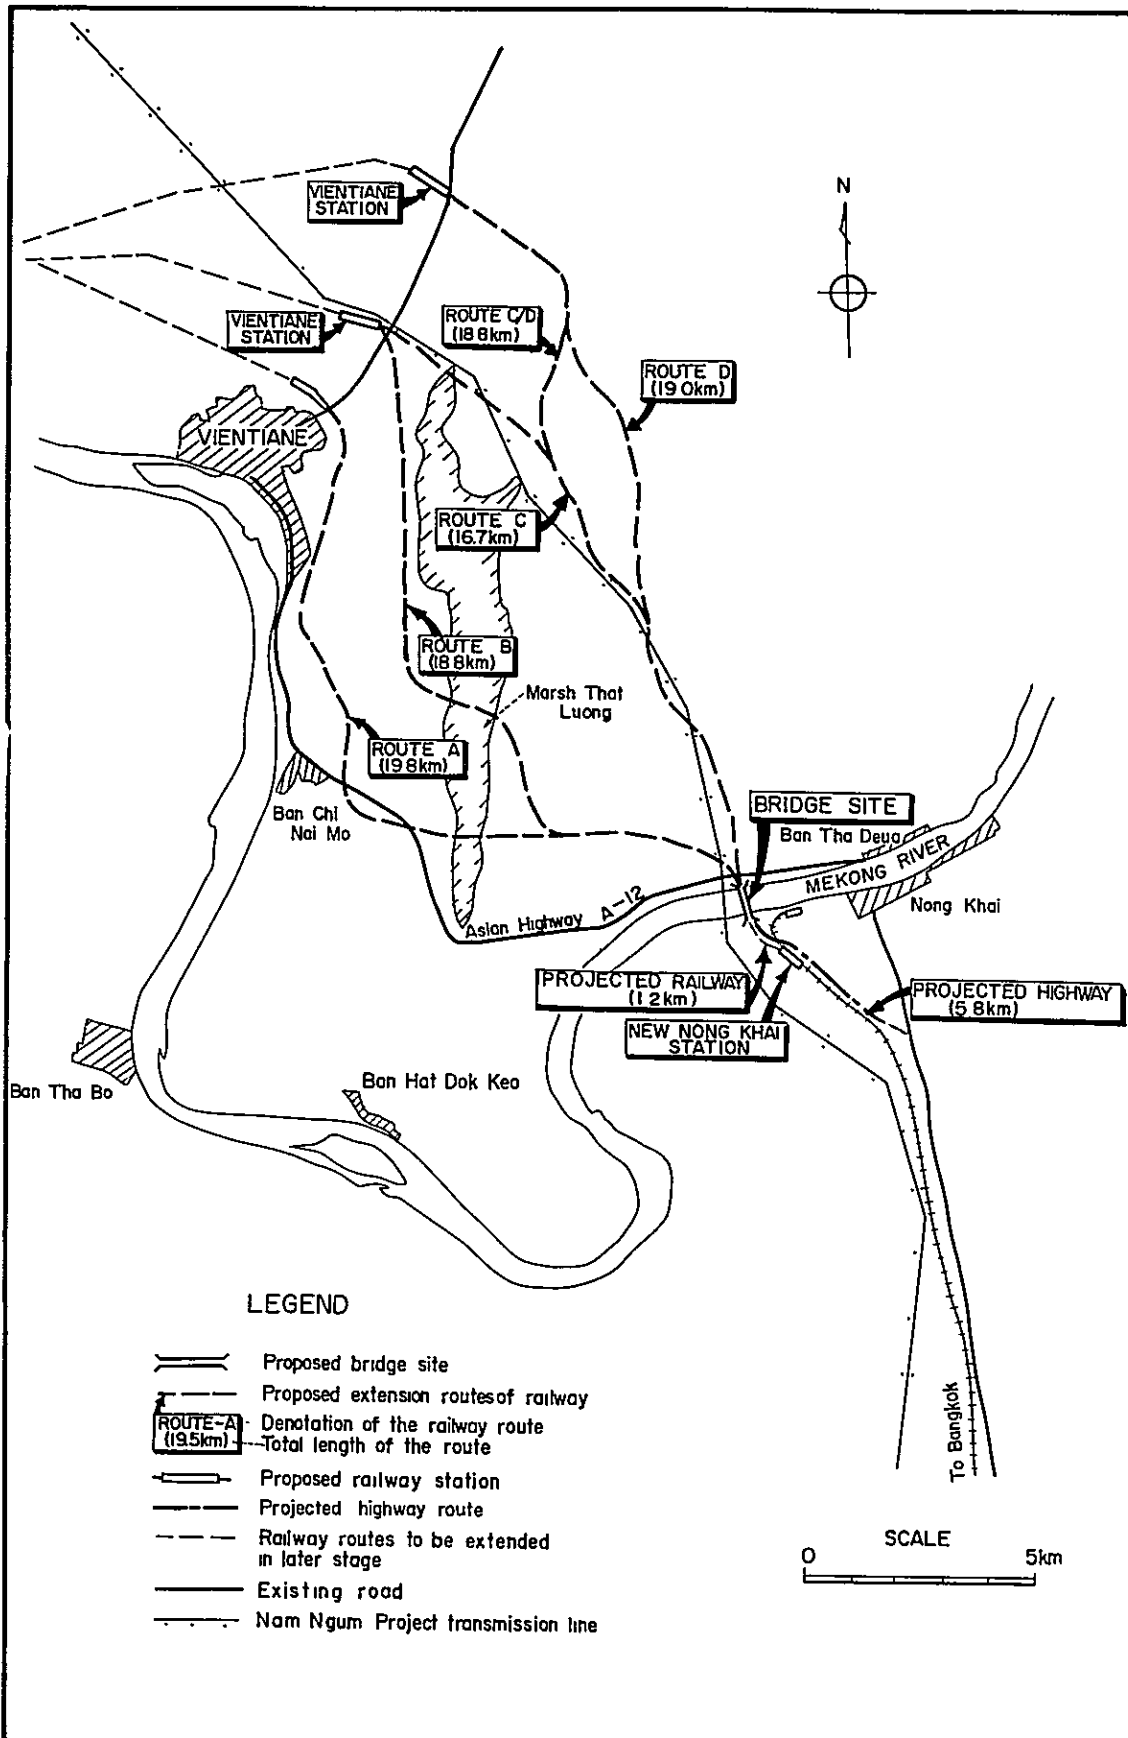 VIENTIANE
STATION
N
VIENTIANE
STATION
ROUTE C/D
(18.8km)
ROUTE D
(19.0km)
VIENTIANE
ROUTE C
(16.7km)
ROUTE B
(18.8km)
Marsh That
Luong
ROUTE A
(19.8km)
BRIDGE SITE
Ban Chi
Nai Mo
Ban Tha Deua
MEKONG RIVER
Nong Khai
Asian Highway A-12
PROJECTED RAILWAY
(1.2km)
PROJECTED HIGHWAY
(5.8km)
NEW NONG KHAI
STATION
Ban Tha Bo
Ban Hat Dok Keo
To Bangkok
LEGEND
Proposed bridge site
Proposed extension routes of railway
ROUTE-A
(19.5km)
Denotation of the railway route
Total length of the route
Proposed railway station
Projected highway route
Railway routes to be extended
in later stage
Existing road
Nam Ngum Project transmission line
SCALE
0 5km